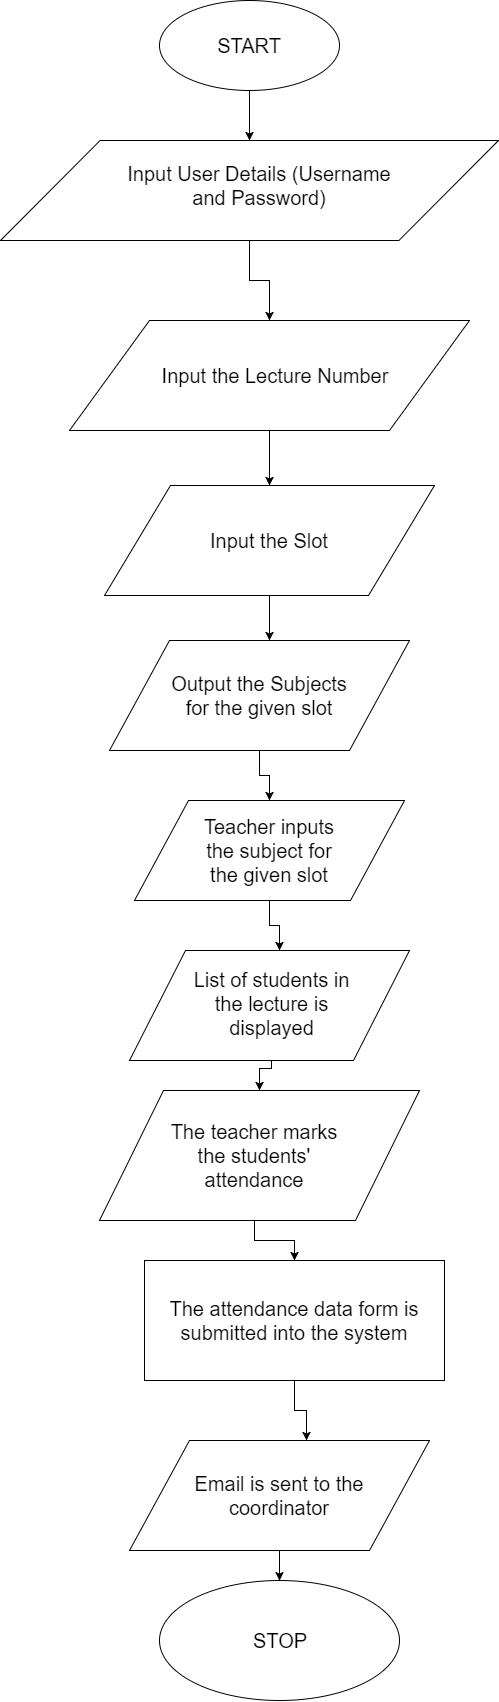 START
Input User Details (Username
and Password)
Input the Lecture Number
Input the Slot
Output the Subjects
for the given slot
Teacher inputs
the subject for
the given slot
List of students in
the lecture is
displayed
The teacher marks
the students'
attendance
The attendance data form is
submitted into the system
Email is sent to the
coordinator
STOP